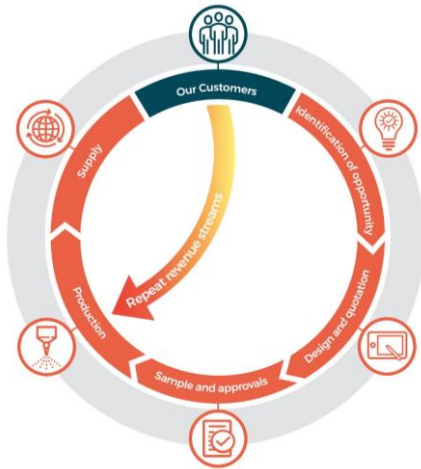 Our Customers
Identification of opportunity
Design and quotation
Sample and approvals
Production
Supply
Repeat revenue streams